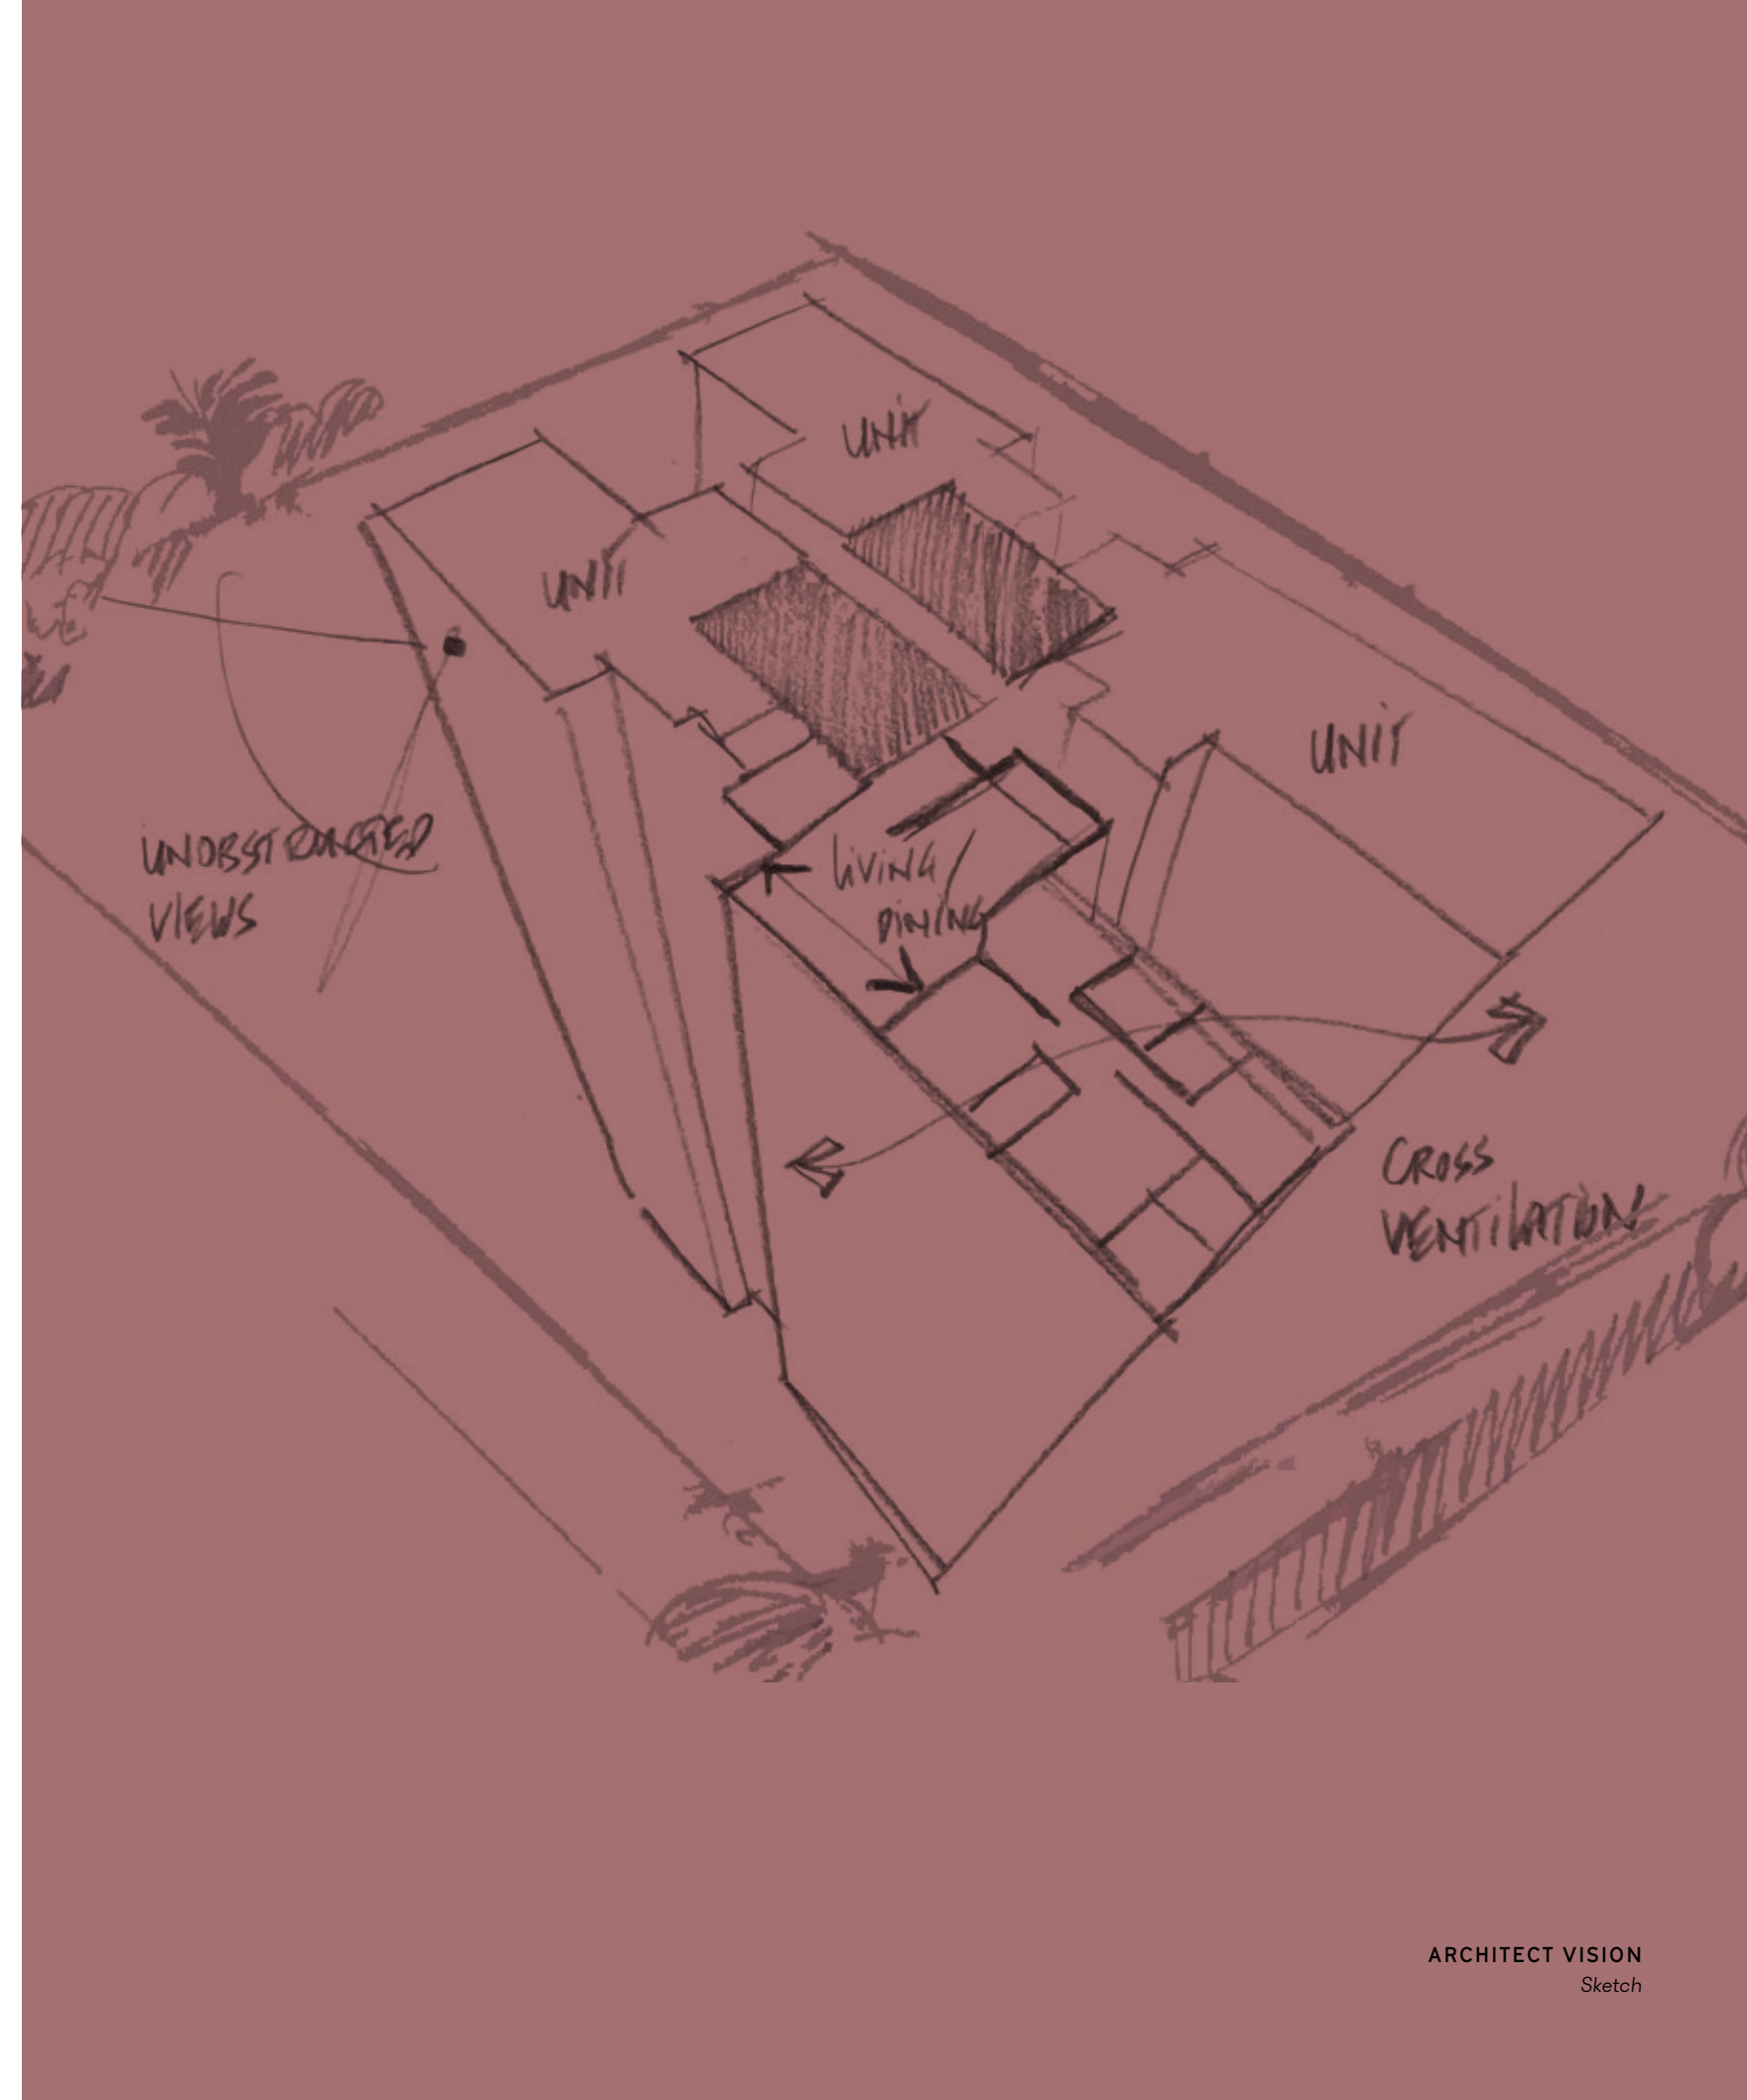 UNIT
UNIT
UNIT
UNOBSTRUCTED
VIEWS
LIVING/
DINING
CROSS
VENTILATION
ARCHITECT VISION
Sketch